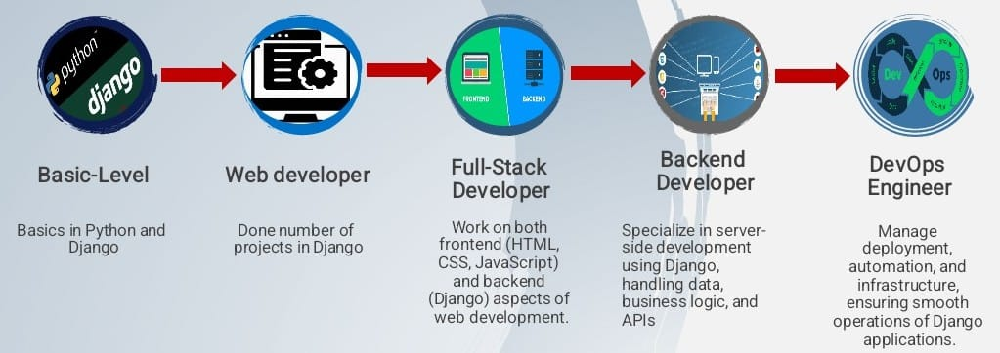 python
django
FRONTEND
BACKEND
Dev
Ops
Basic-Level
Web developer
Full-Stack
Developer
Backend
Developer
DevOps
Engineer
Basics in Python and
Django
Done number of
projects in Django
Work on both
frontend (HTML,
CSS, JavaScript)
and backend
(Django) aspects of
web development.
Specialize in server-
side development
using Django,
handling data,
business logic, and
APIs
Manage
deployment,
automation, and
infrastructure,
ensuring smooth
operations of Django
applications.